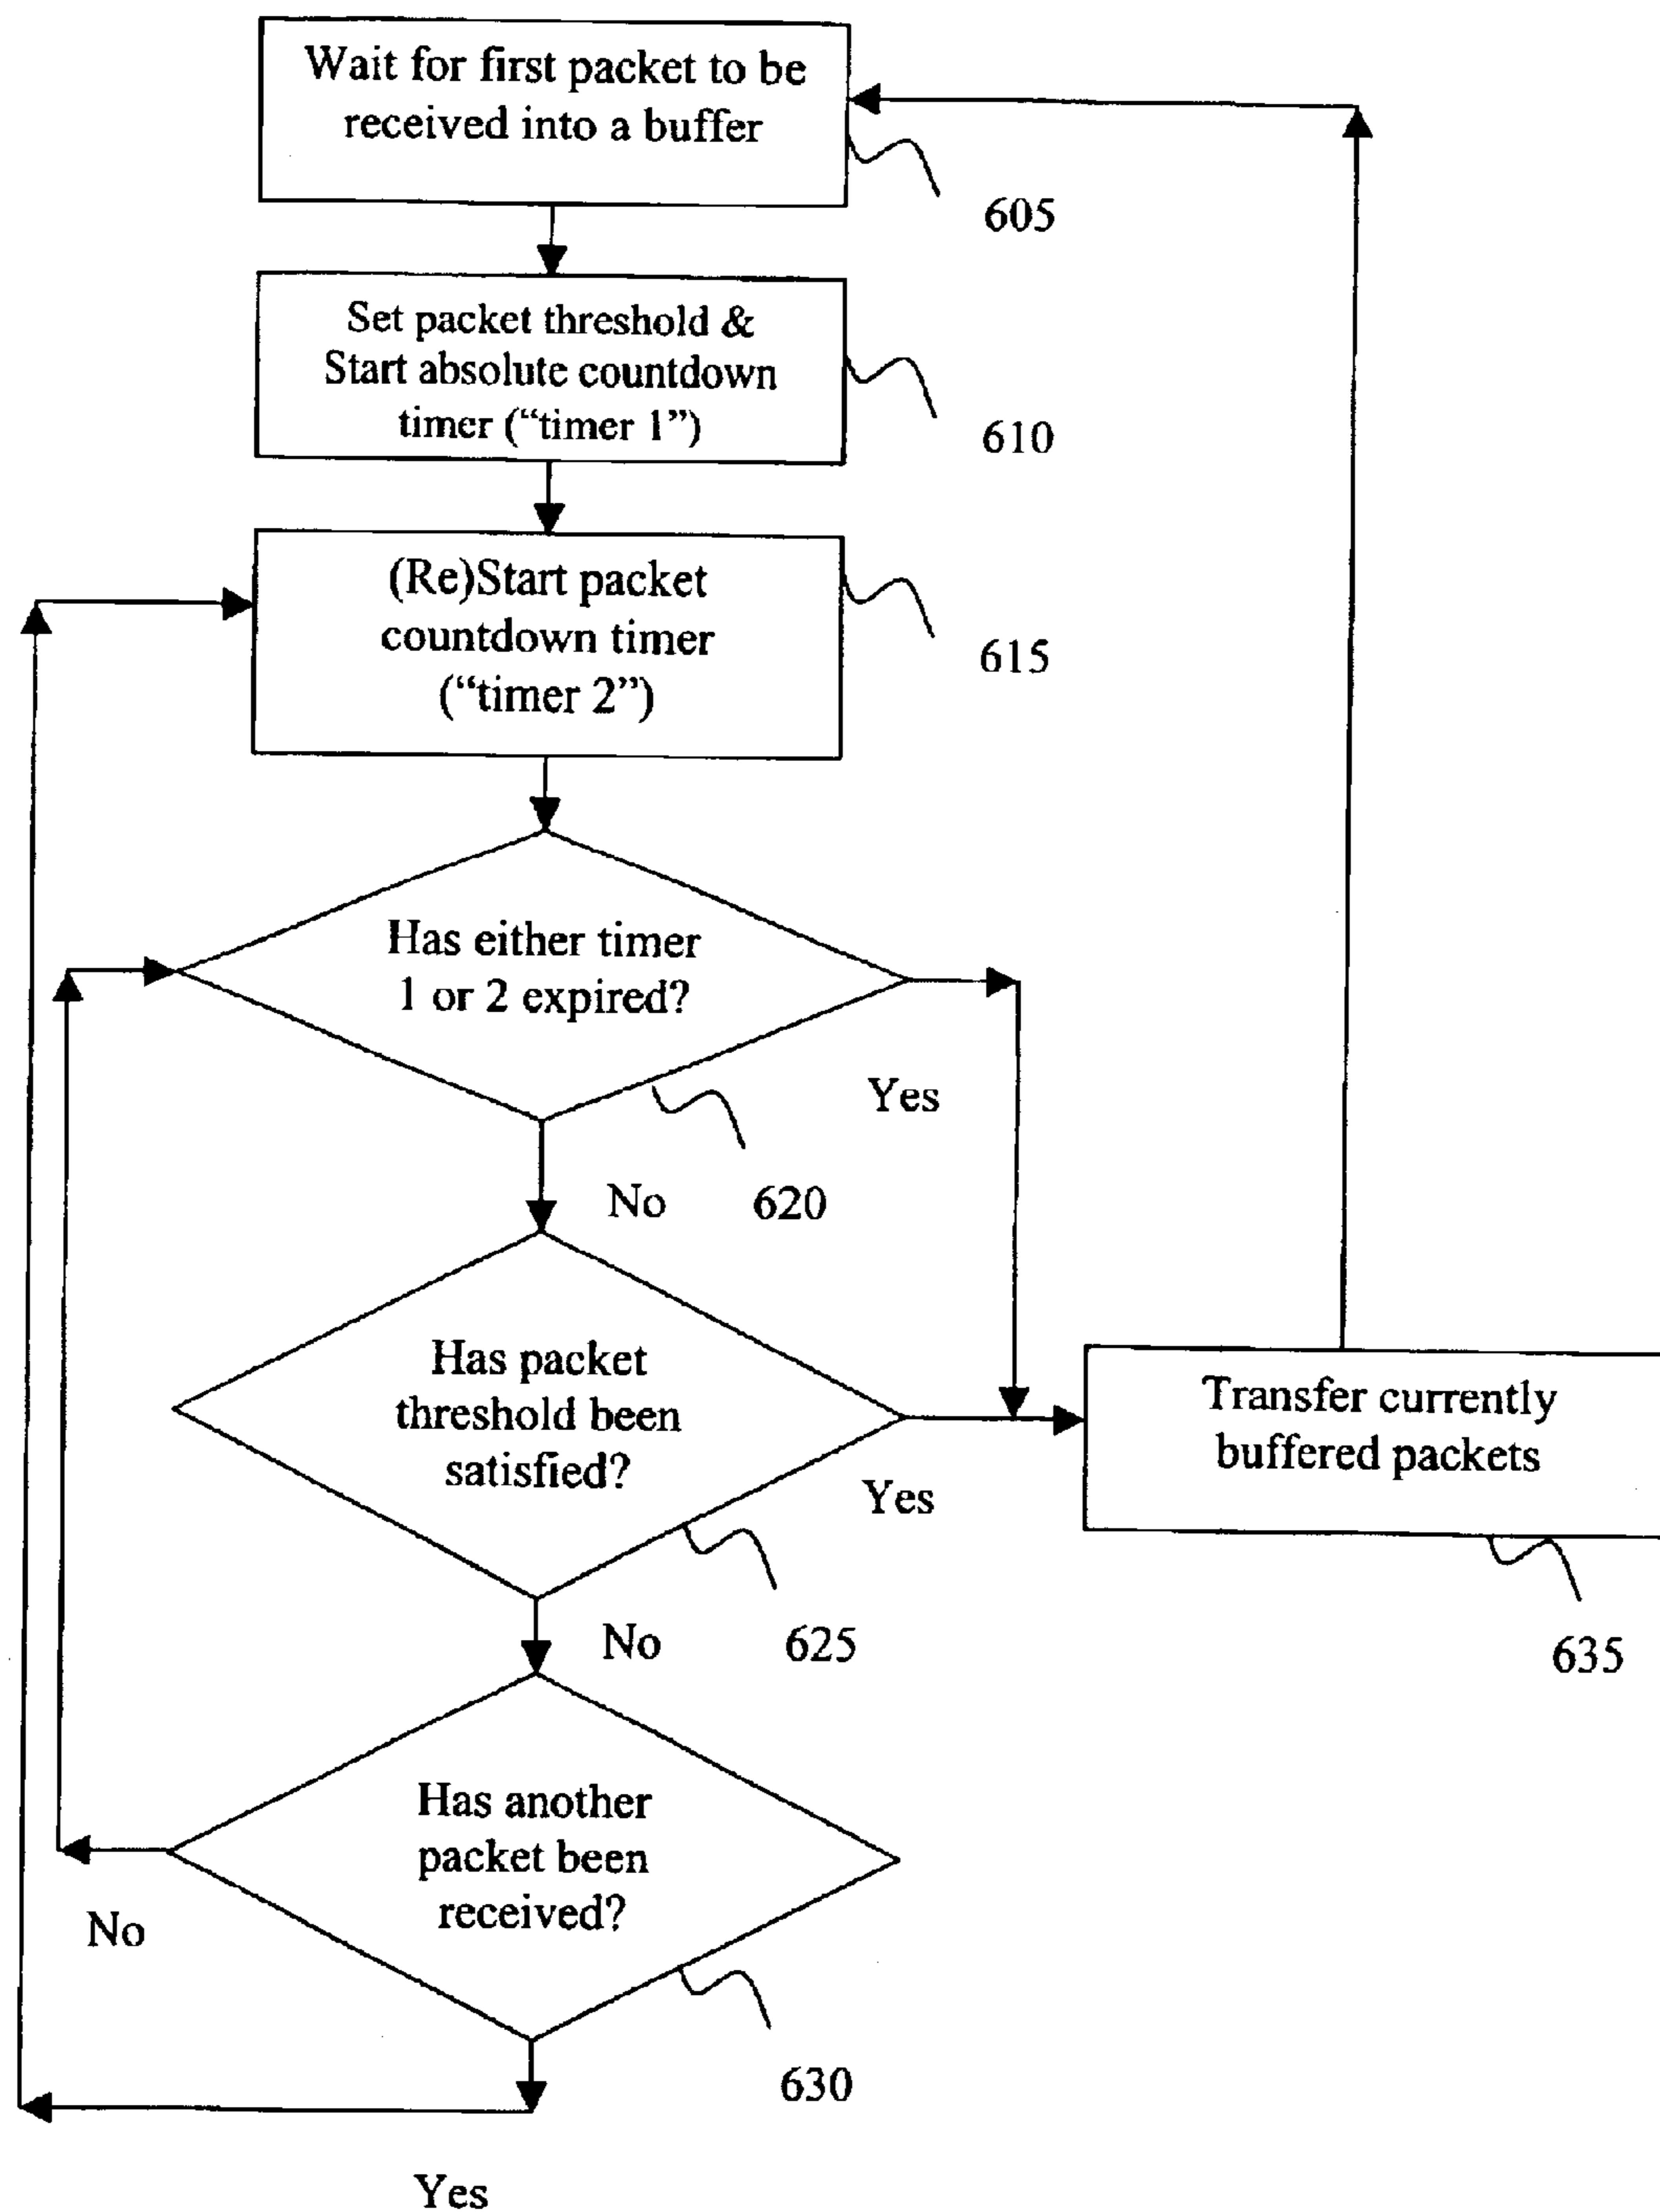 Wait for first packet to be
received into a buffer
605
Set packet threshold &
Start absolute countdown
timer (“timer 1”)
610
(Re)Start packet
countdown timer
(“timer 2”)
615
Has either timer
1 or 2 expired?
Yes
No
620
Has packet
threshold been
satisfied?
Yes
No
625
Transfer currently
buffered packets
635
Has another
packet been
received?
No
630
Yes